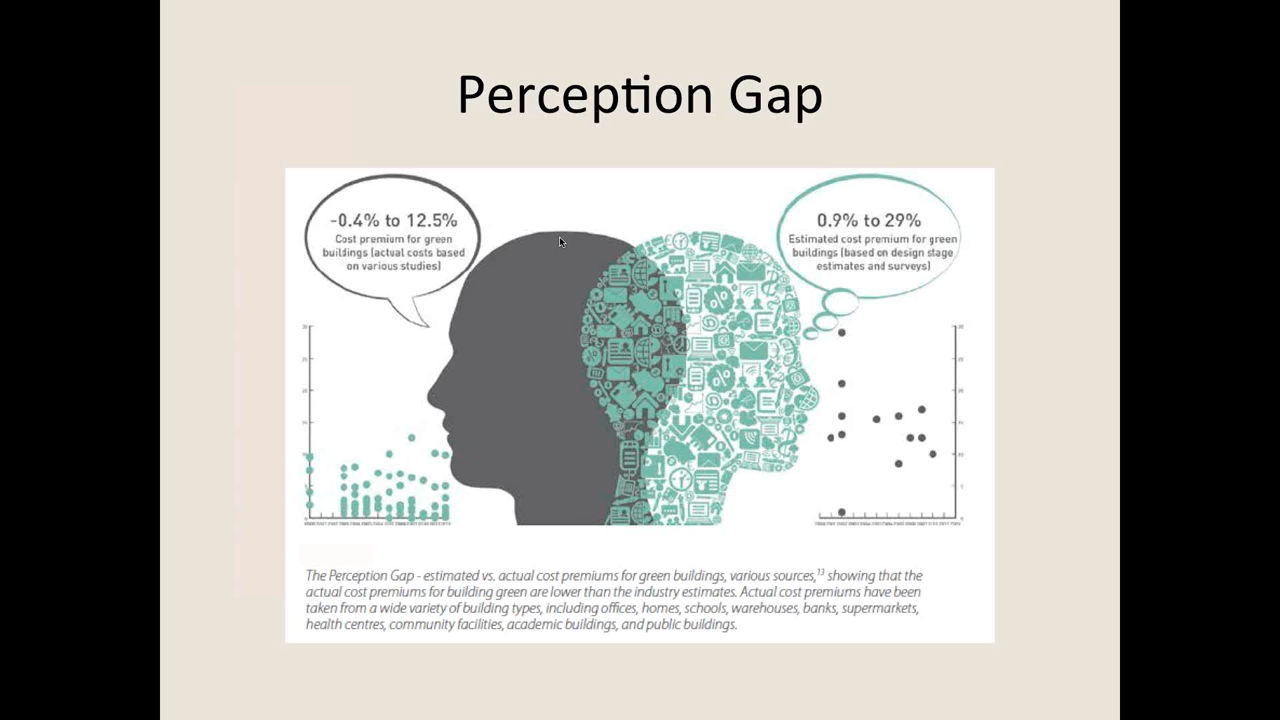 Perception Gap
-0.4% to 12.5%
Cost premium for green
buildings (actual costs based
on various studies)
0.9% to 29%
Estimated cost premium for green
buildings (based on design stage
estimates and surveys)
The Perception Gap - estimated vs. actual cost premiums for green buildings, various sources,13 showing that the
actual cost premiums for building green are lower than the industry estimates. Actual cost premiums have been
taken from a wide variety of building types, including offices, homes, schools, warehouses, banks, supermarkets,
health centres, community facilities, academic buildings, and public buildings.